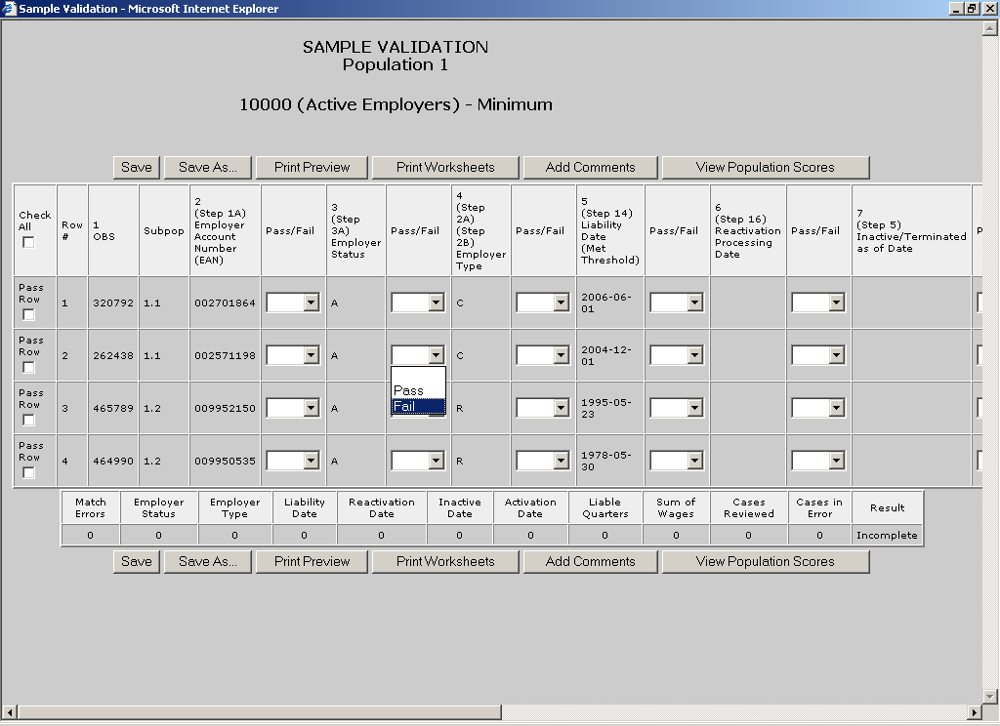 Sample Validation - Microsoft Internet Explorer
SAMPLE VALIDATION
Population 1
10000 (Active Employers) - Minimum
Save Save As... Print Preview Print Worksheets Add Comments View Population Scores
Check All
Row #
1 OBS
Subpop
2 (Step 1A) Employer Account Number (EAN)
Pass/Fail
3 (Step 3A) Employer Status
Pass/Fail
4 (Step 2A) (Step 2B) Employer Type
Pass/Fail
5 (Step 14) Liability Date (Met Threshold)
Pass/Fail
6 (Step 16) Reactivation Processing Date
Pass/Fail
7 (Step 5) Inactive/Terminated as of Date
P
Pass Row 1 320792 1.1 002701864 A C 2006-06-01
Pass Row 2 262438 1.1 002571198 A C 2004-12-01
Pass
Fail
Pass Row 3 465789 1.2 009952150 A R 1995-05-23
Pass Row 4 464990 1.2 009950535 A R 1978-05-30
Match Errors Employer Status Employer Type Liability Date Reactivation Date Inactive Date Activation Date Liable Quarters Sum of Wages Cases Reviewed Cases in Error Result
0 0 0 0 0 0 0 0 0 0 0 Incomplete
Save Save As... Print Preview Print Worksheets Add Comments View Population Scores